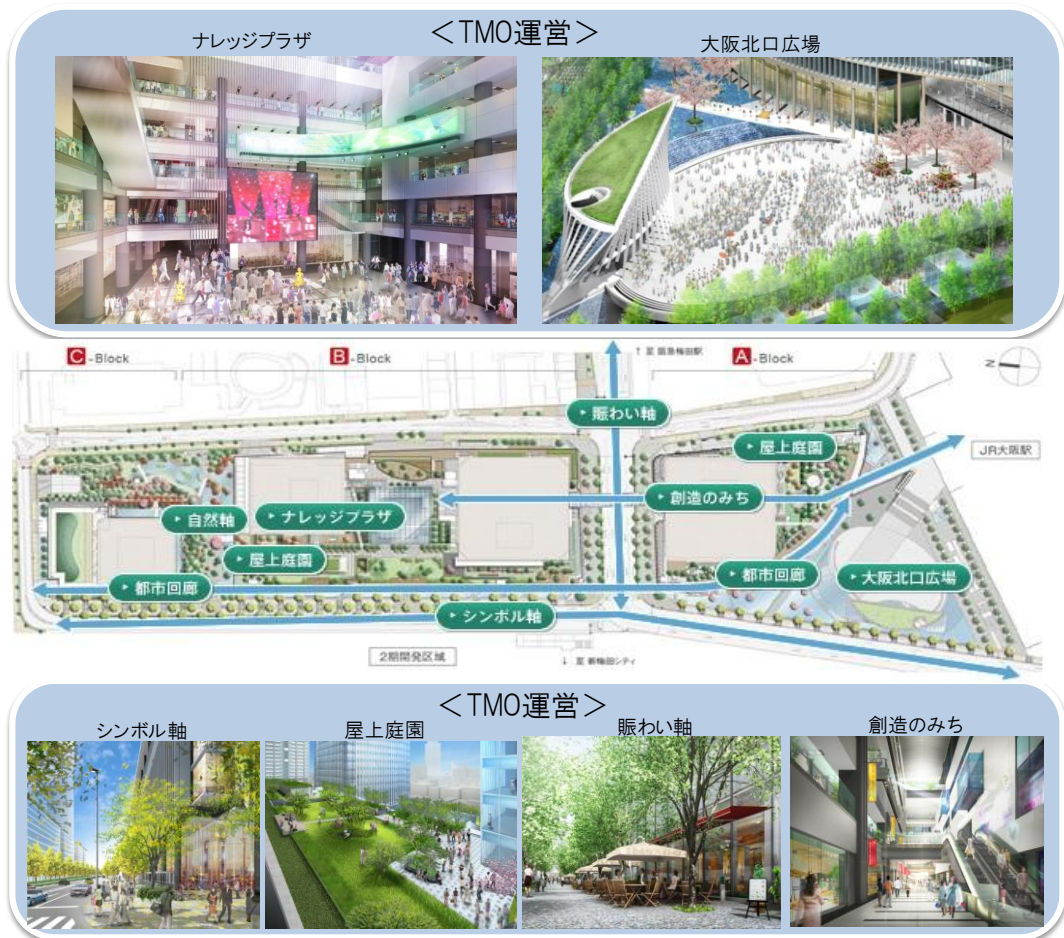 ＜TMO運営＞
ナレッジプラザ
大阪北口広場
C-Block
B-Block
↑ 至 阪急梅田駅
A-Block
N
賑わい軸
屋上庭園
JR大阪駅
創造のみち
自然軸
ナレッジプラザ
屋上庭園
都市回廊
都市回廊
大阪北口広場
シンボル軸
2期開発区域
↓ 至 新梅田シティ
＜TMO運営＞
シンボル軸
屋上庭園
賑わい軸
創造のみち